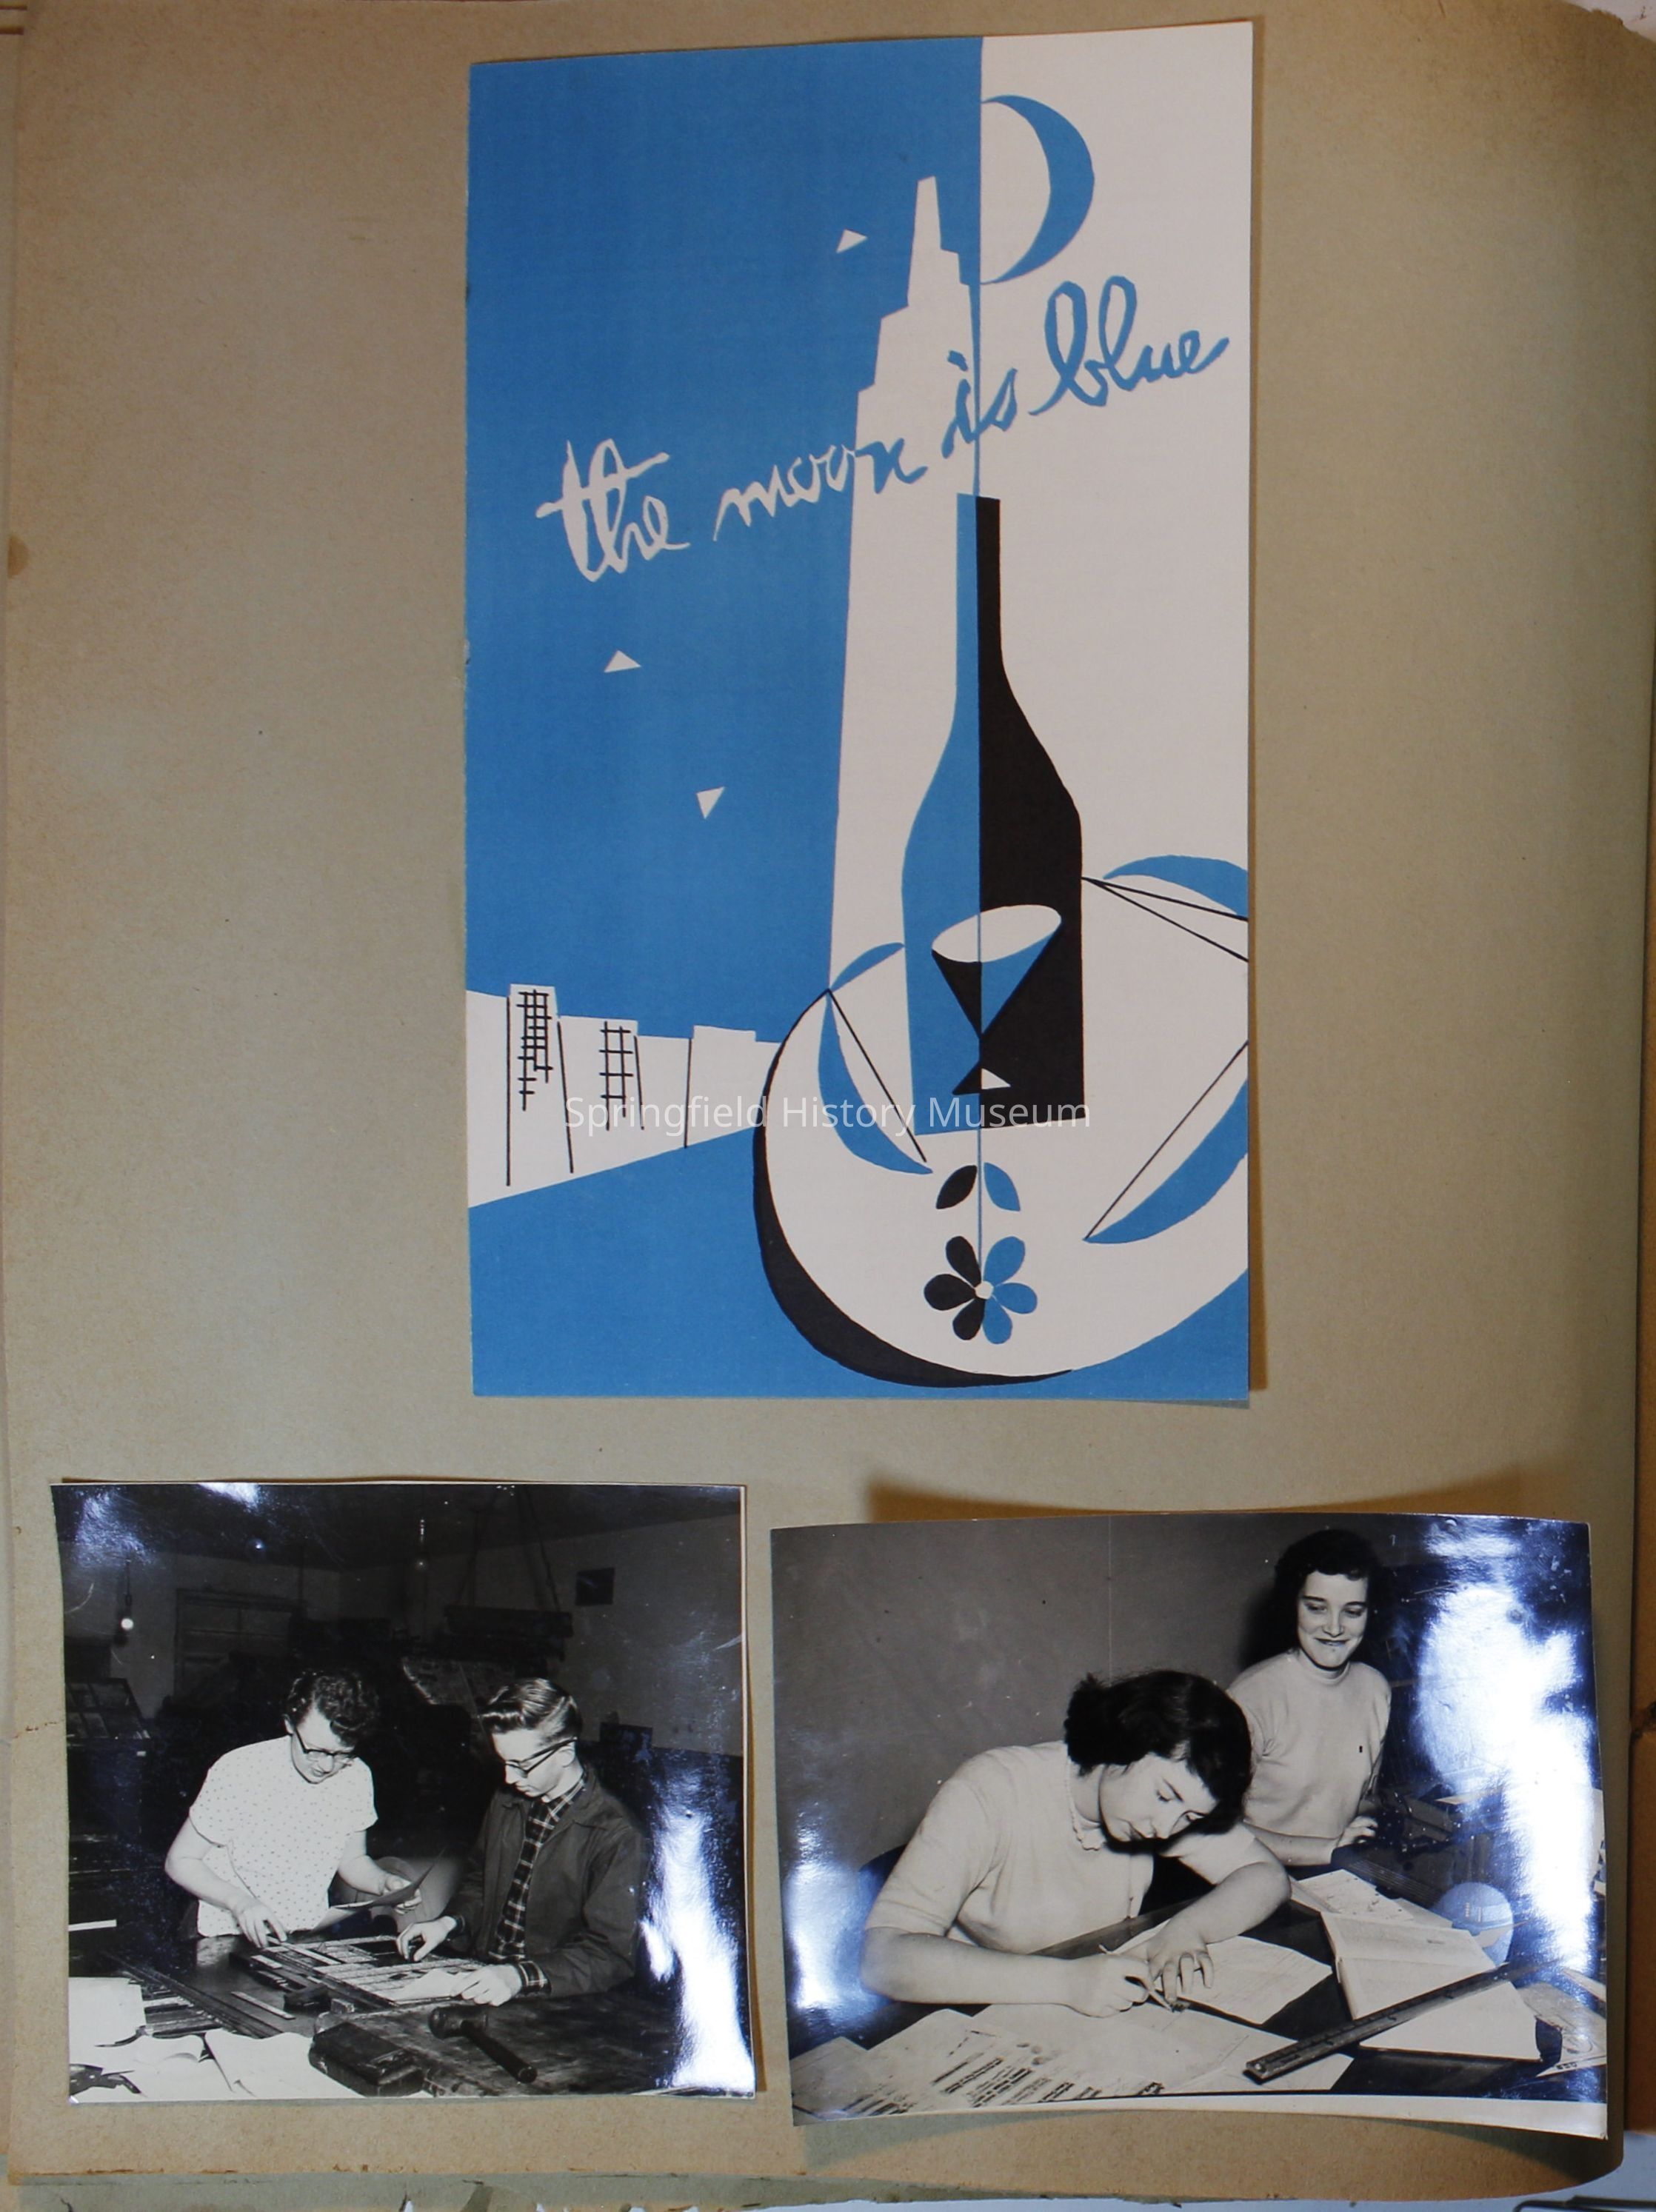 the moon is blue
Springfield History Museum